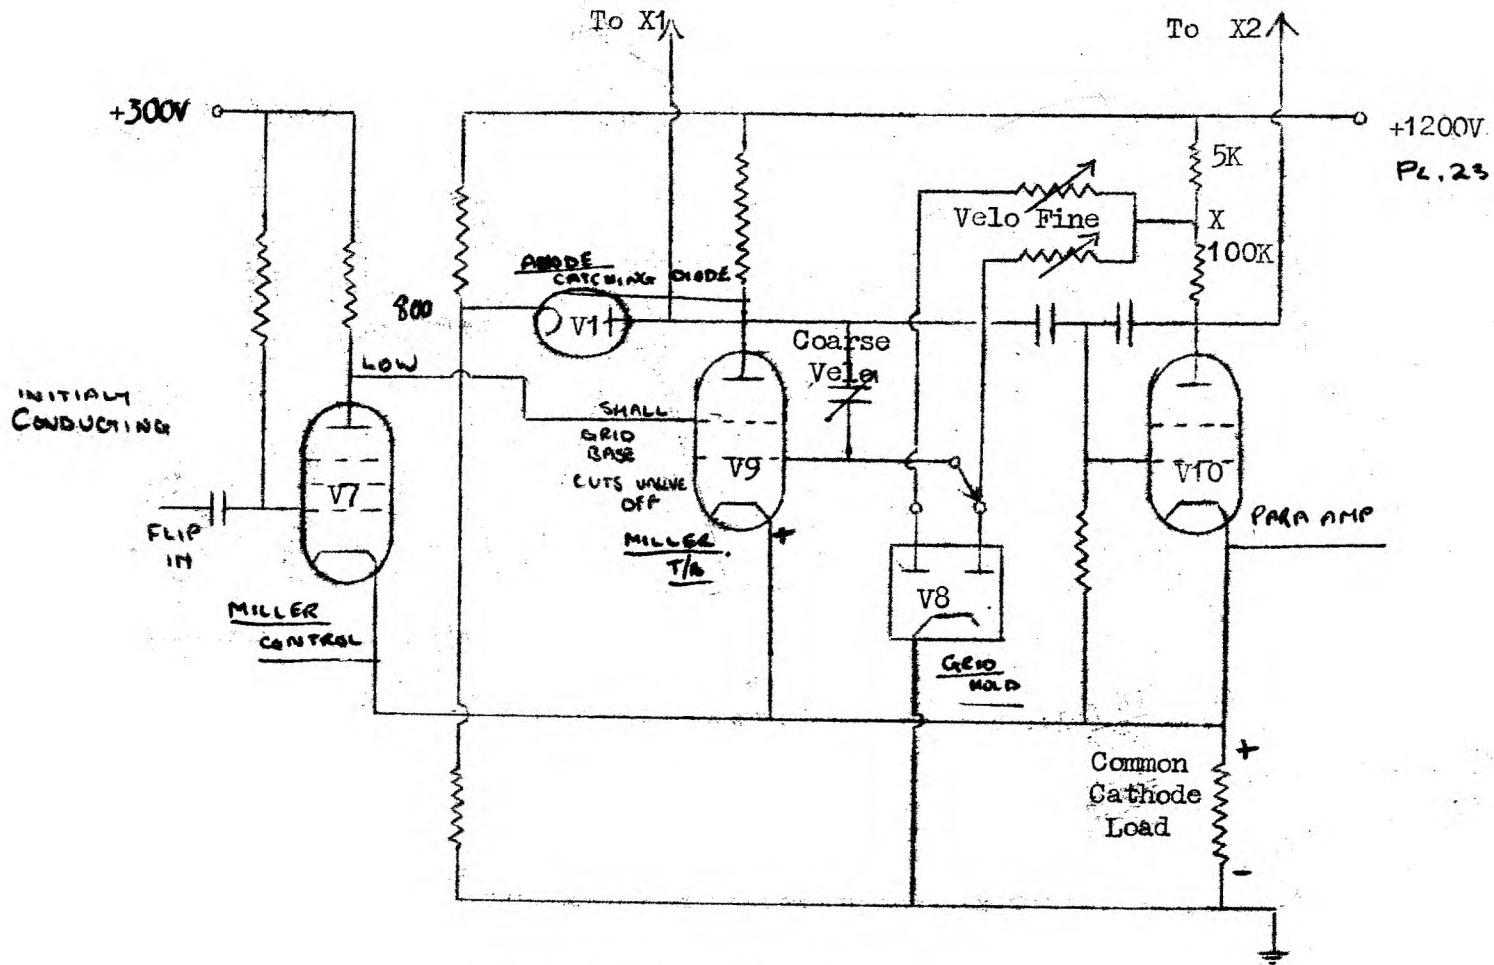 To X1
To X2
+300V
+1200V
PL.23
5K
Velo Fine
X
100K
ANODE
CATCHING DIODE
800
V1
Coarse
Velo
LOW
INITIALLY
CONDUCTING
SMALL
GRID
BASE
CUTS VALVE
OFF
V9
V10
V7
FLIP
IN
PARA AMP
MILLER
T/B
+
V8
MILLER
CONTROL
GRID
HOLD
+
Common
Cathode
Load
-